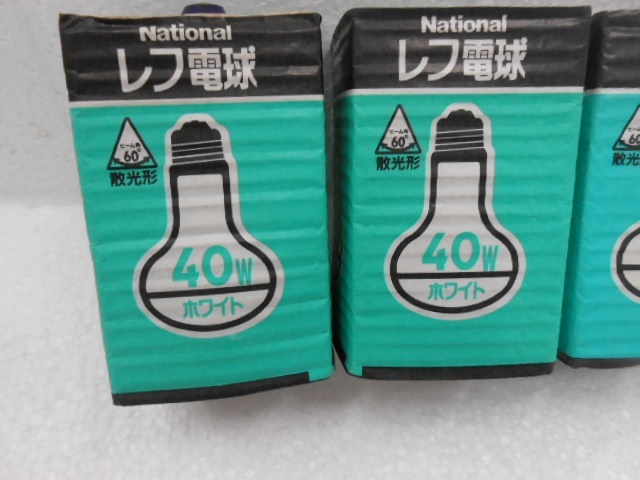 National
レフ電球
ビーム角
60°
散光形
40W
ホワイト
National
レフ電球
ビーム角
60°
散光形
40W
ホワイト